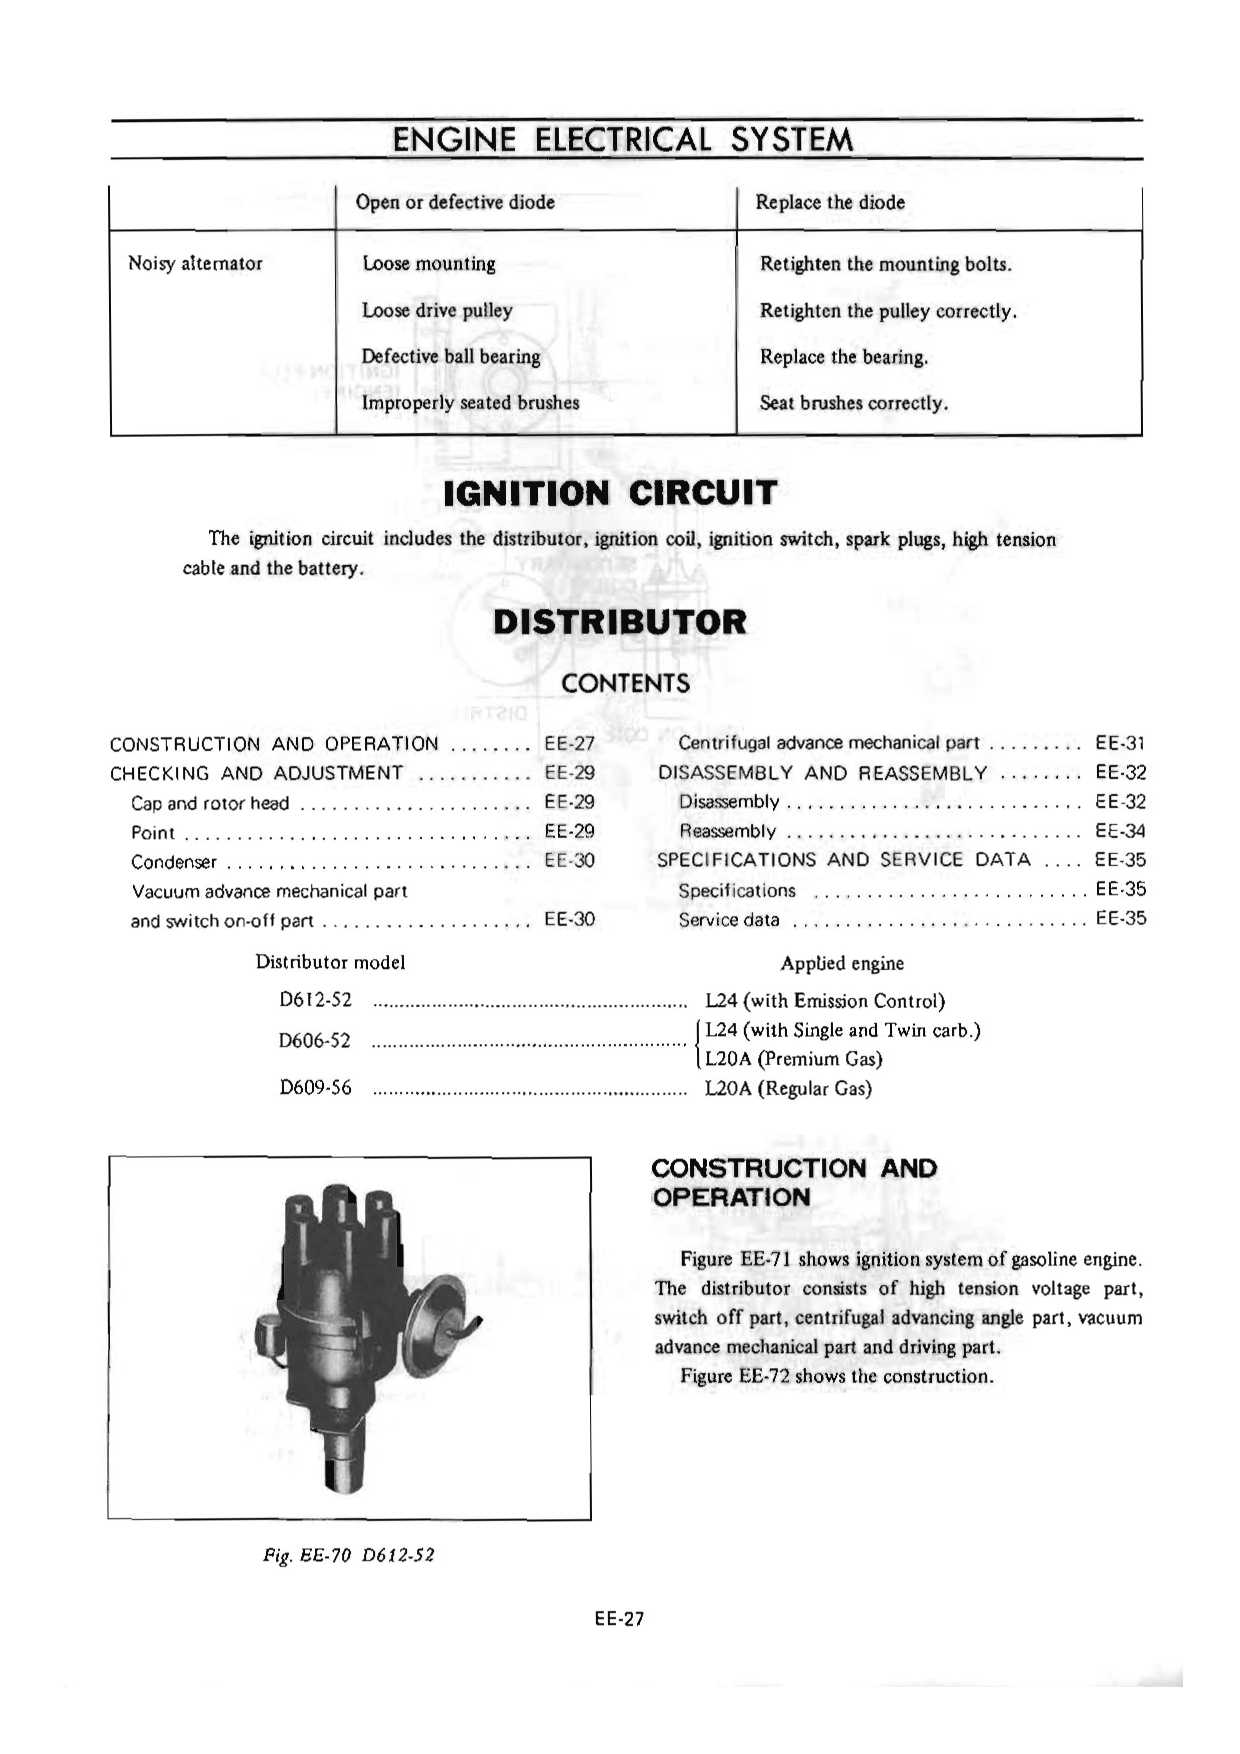 ENGINE ELECTRICAL SYSTEM
Open or defective diode Replace the diode
Noisy alternator Loose mounting Retighten the mounting bolts.
Loose drive pulley Retighten the pulley correctly.
Defective ball bearing Replace the bearing.
Improperly seated brushes Seat brushes correctly.
IGNITION CIRCUIT
The ignition circuit includes the distributor, ignition coil, ignition switch, spark plugs, high tension
cable and the battery.
DISTRIBUTOR
CONTENTS
CONSTRUCTION AND OPERATION ........ EE-27
CHECKING AND ADJUSTMENT ........... EE-29
Cap and rotor head ...................... EE-29
Point ................................. EE-29
Condenser ............................. EE-30
Vacuum advance mechanical part
and switch on-off part .................... EE-30
Centrifugal advance mechanical part ......... EE-31
DISASSEMBLY AND REASSEMBLY ........ EE-32
Disassembly ............................ EE-32
Reassembly ............................ EE-34
SPECIFICATIONS AND SERVICE DATA .... EE-35
Specifications .......................... EE-35
Service data ............................ EE-35
Distributor model Applied engine
D612-52 .............................................................. L24 (with Emission Control)
D606-52 .............................................................. { L24 (with Single and Twin carb.)
L20A (Premium Gas)
D609-56 .............................................................. L20A (Regular Gas)
Fig. EE-70 D612-52
CONSTRUCTION AND
OPERATION
Figure EE-71 shows ignition system of gasoline engine.
The distributor consists of high tension voltage part,
switch off part, centrifugal advancing angle part, vacuum
advance mechanical part and driving part.
Figure EE-72 shows the construction.
EE-27